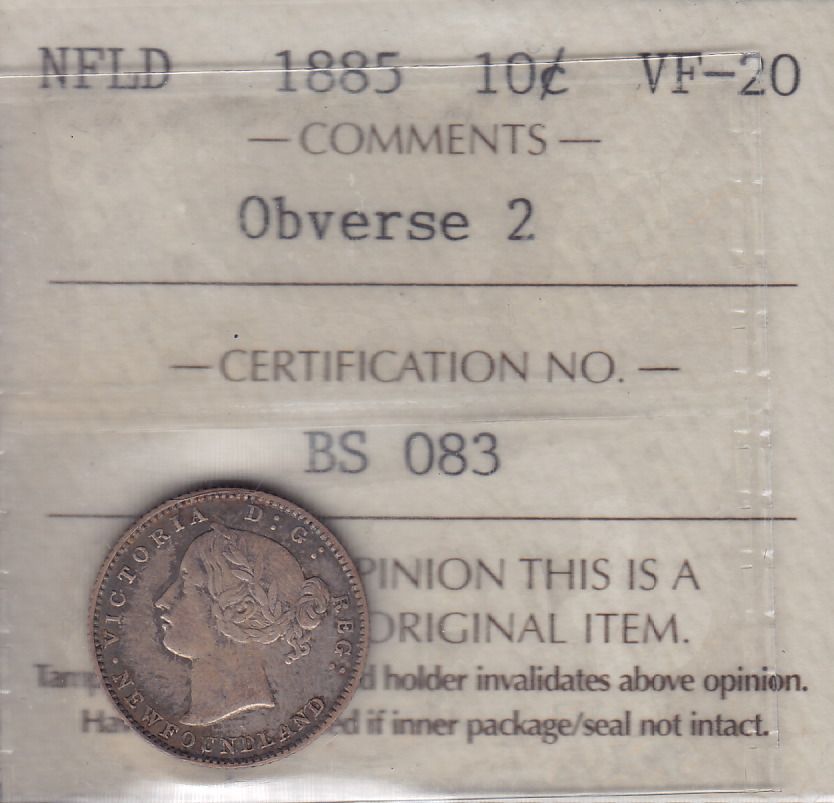 NFLD 1885 10¢ VF-20
— COMMENTS —
Obverse 2
— CERTIFICATION NO. —
BS 083
VICTORIA D:G: REG:
NEWFOUNDLAND
PINION THIS IS A
ORIGINAL ITEM.
holder invalidates above opinion.
if inner package/seal not intact.